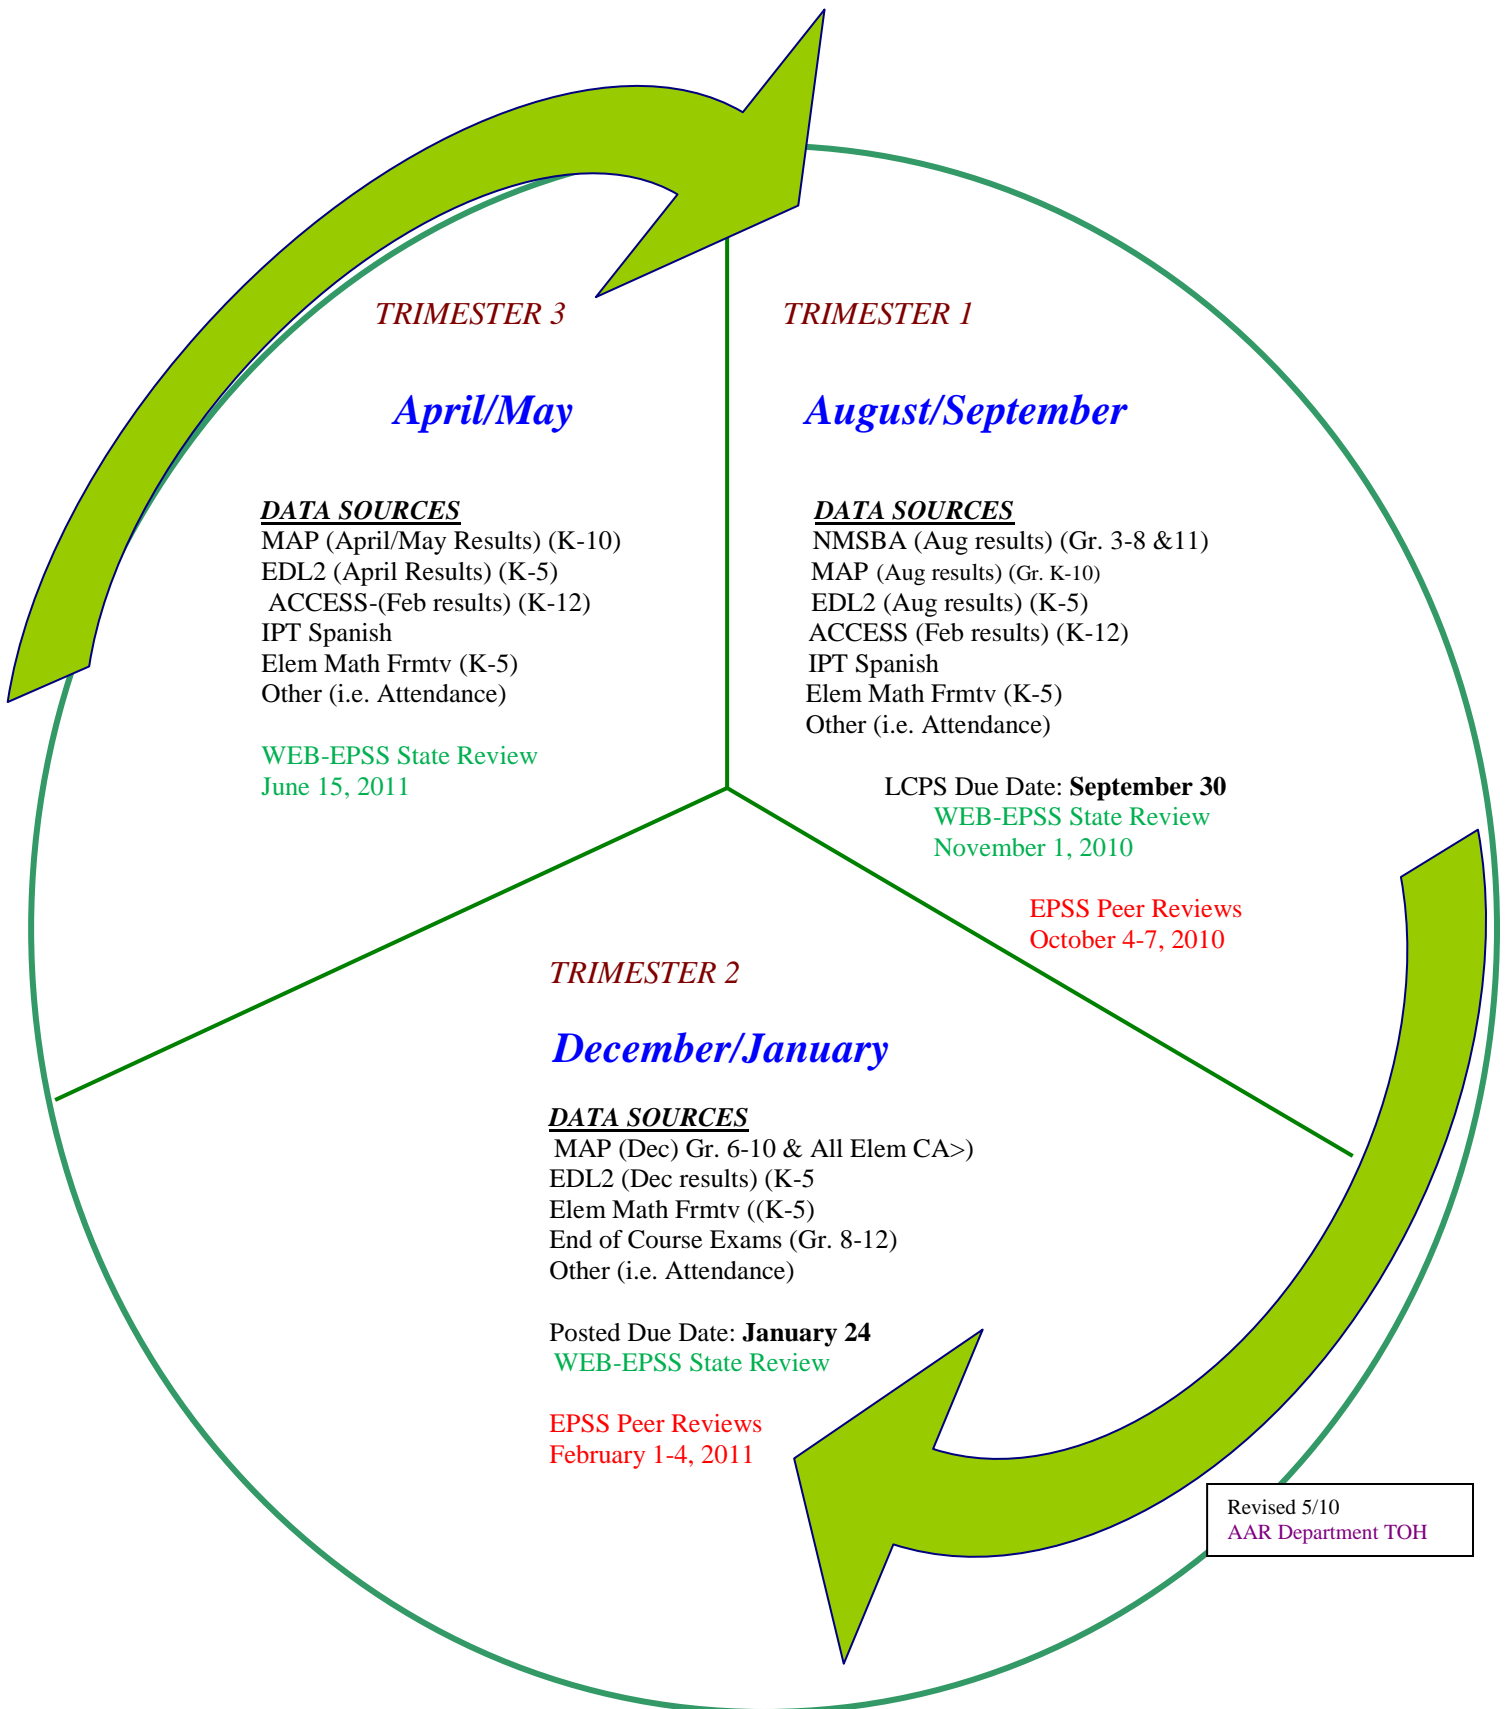 TRIMESTER 3
April/May
DATA SOURCES
MAP (April/May Results) (K-10)
EDL2 (April Results) (K-5)
ACCESS-(Feb results) (K-12)
IPT Spanish
Elem Math Frmtv (K-5)
Other (i.e. Attendance)
WEB-EPSS State Review
June 15, 2011
TRIMESTER 1
August/September
DATA SOURCES
NMSBA (Aug results) (Gr. 3-8 &11)
MAP (Aug results) (Gr. K-10)
EDL2 (Aug results) (K-5)
ACCESS (Feb results) (K-12)
IPT Spanish
Elem Math Frmtv (K-5)
Other (i.e. Attendance)
LCPS Due Date: September 30
WEB-EPSS State Review
November 1, 2010
EPSS Peer Reviews
October 4-7, 2010
TRIMESTER 2
December/January
DATA SOURCES
MAP (Dec) Gr. 6-10 & All Elem CA>)
EDL2 (Dec results) (K-5
Elem Math Frmtv ((K-5)
End of Course Exams (Gr. 8-12)
Other (i.e. Attendance)
Posted Due Date: January 24
WEB-EPSS State Review
EPSS Peer Reviews
February 1-4, 2011
Revised 5/10
AAR Department TOH